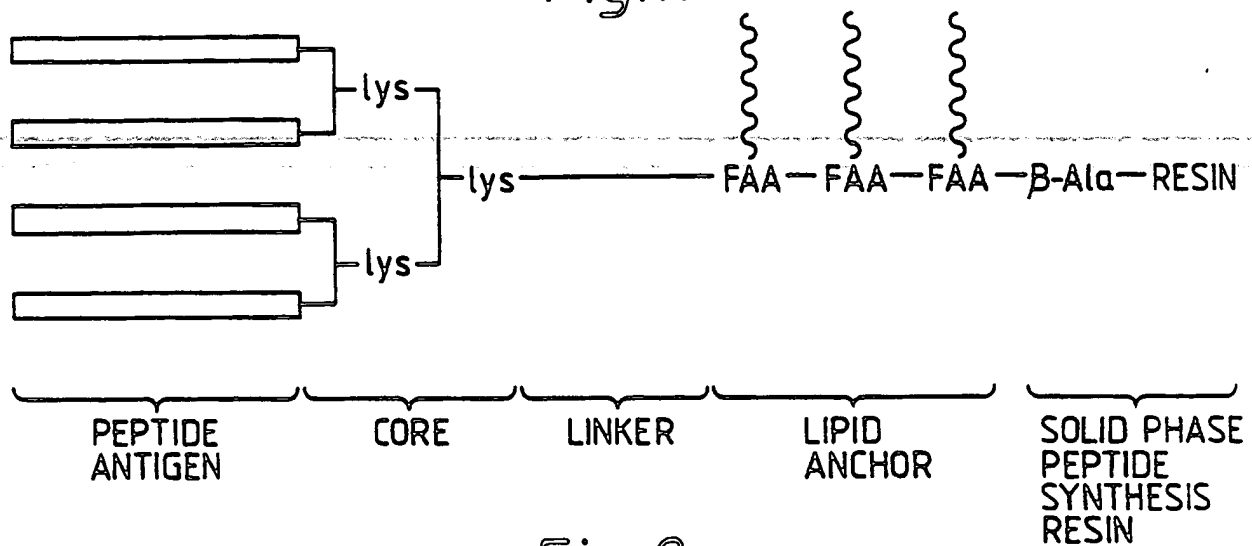 lys
lys
lys
FAA—FAA—FAA—β-Ala—RESIN
PEPTIDE
ANTIGEN
CORE
LINKER
LIPID
ANCHOR
SOLID PHASE
PEPTIDE
SYNTHESIS
RESIN